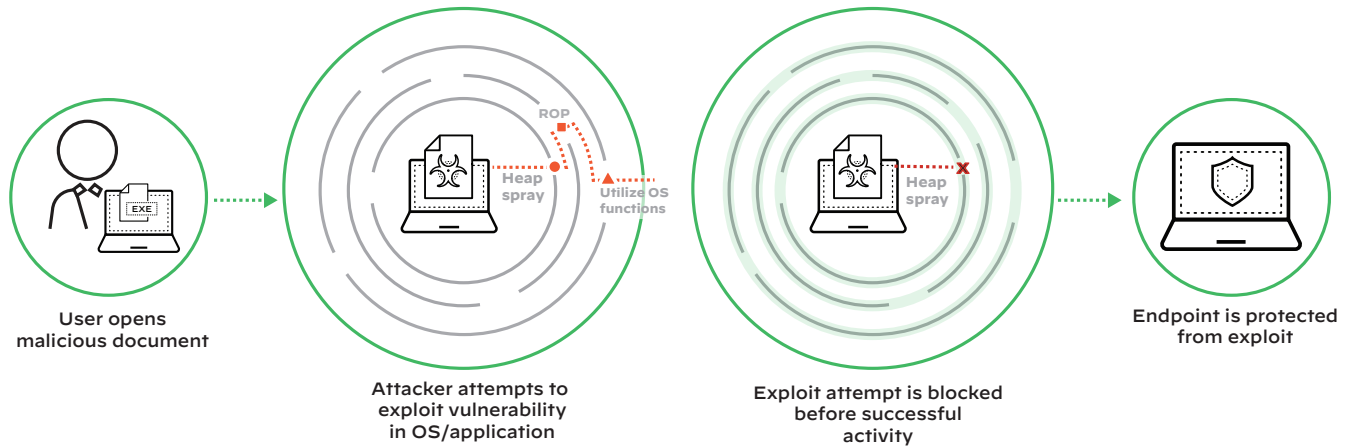 EXE
User opens
malicious document
ROP
Heap
spray
Utilize OS
functions
Attacker attempts to
exploit vulnerability
in OS/application
Heap
spray
Exploit attempt is blocked
before successful
activity
Endpoint is protected
from exploit